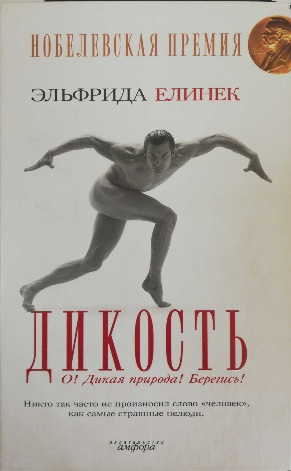 НОБЕЛЕВСКАЯ ПРЕМИЯ
ЭЛЬФРИДА ЕЛИНЕК
ДИКОСТЬ
О! Дикая природа! Берегись!
Никто так часто не произносил слово «человек»,
как самые страшные нелюди.
издательство
амфора